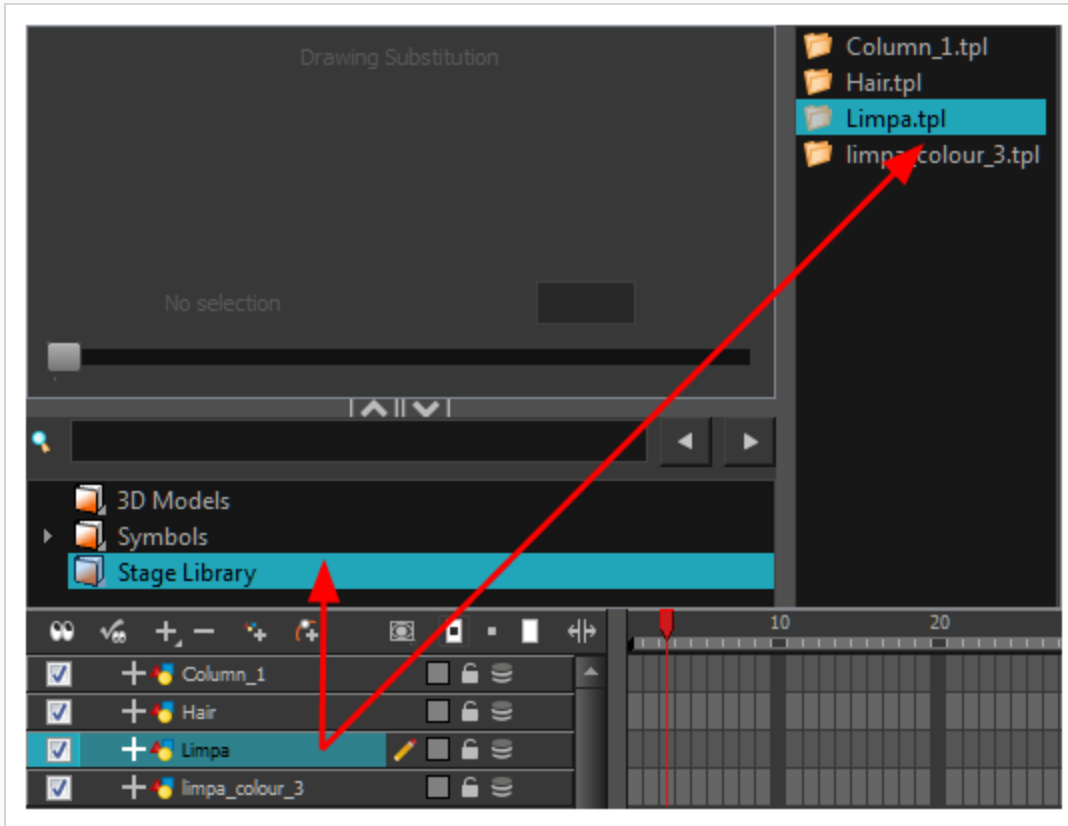 Drawing Substitution
No selection
Column_1.tpl
Hair.tpl
Limpa.tpl
limpa_colour_3.tpl
3D Models
Symbols
Stage Library
10 20
Column_1
Hair
Limpa
limpa_colour_3